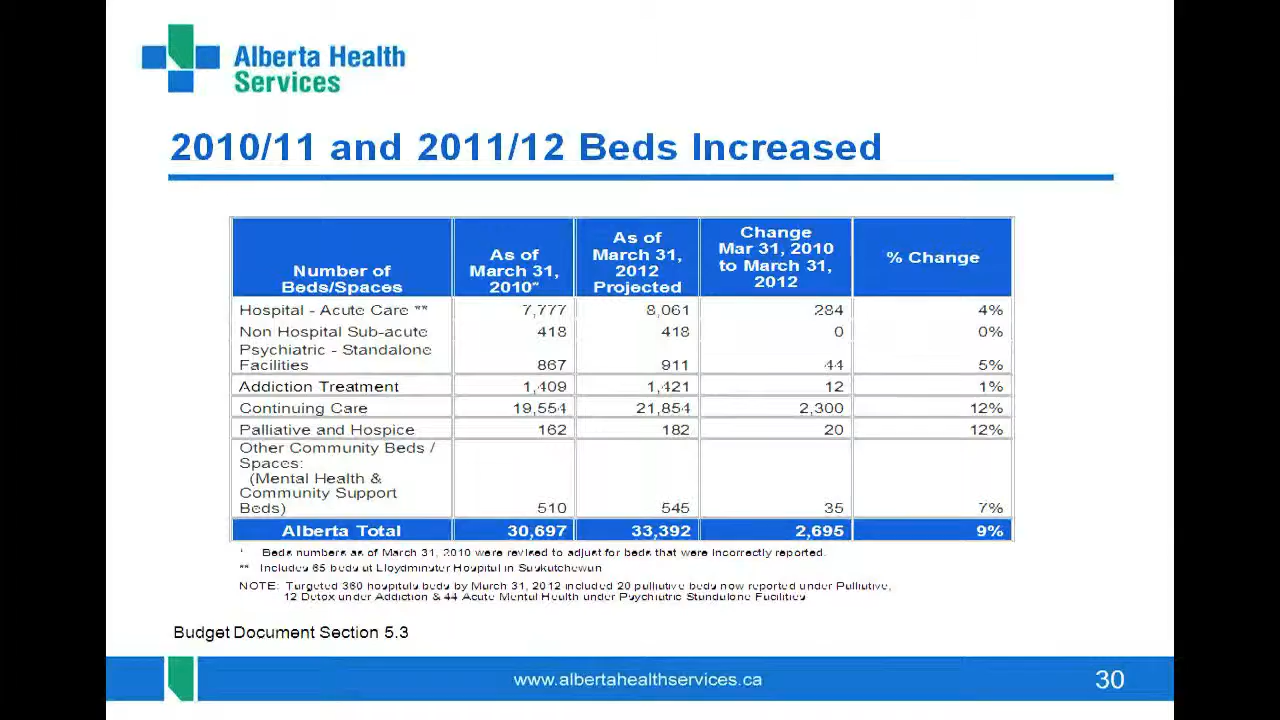 Alberta Health
Services
2010/11 and 2011/12 Beds Increased
Number of
Beds/Spaces
As of
March 31,
2010*
As of
March 31,
2012
Projected
Change
Mar 31, 2010
to March 31,
2012
% Change
Hospital - Acute Care ** 7,777 8,061 284 4%
Non Hospital Sub-acute 418 418 0 0%
Psychiatric - Standalone
Facilities 867 911 44 5%
Addiction Treatment 1,409 1,421 12 1%
Continuing Care 19,554 21,854 2,300 12%
Palliative and Hospice 162 182 20 12%
Other Community Beds /
Spaces:
(Mental Health &
Community Support
Beds) 510 545 35 7%
Alberta Total 30,697 33,392 2,695 9%
* Beds numbers as of March 31, 2010 were revised to adjust for beds that were incorrectly reported.
** Includes 65 beds at Lloydminster Hospital in Saskatchewan
NOTE: Targeted 360 hospitals beds by March 31, 2012 included 20 palliative beds now reported under Palliative,
12 Detox under Addiction & 44 Acute Mental Health under Psychiatric Standalone Facilities
Budget Document Section 5.3
www.albertahealthservices.ca
30